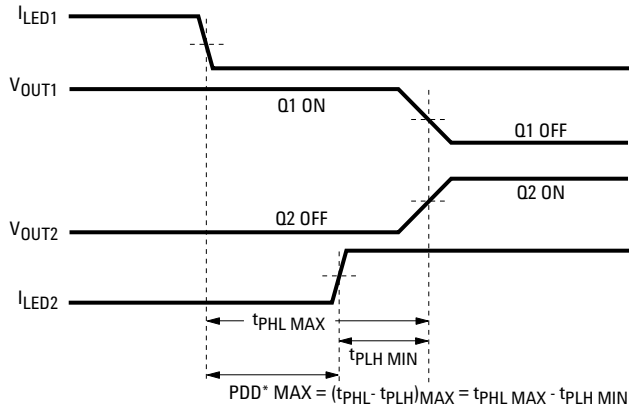 ILED1
VOUT1
Q1 ON
Q1 OFF
Q2 ON
Q2 OFF
VOUT2
ILED2
tPHL MAX
tPLH MIN
PDD* MAX = (tPHL- tPLH)MAX = tPHL MAX - tPLH MIN